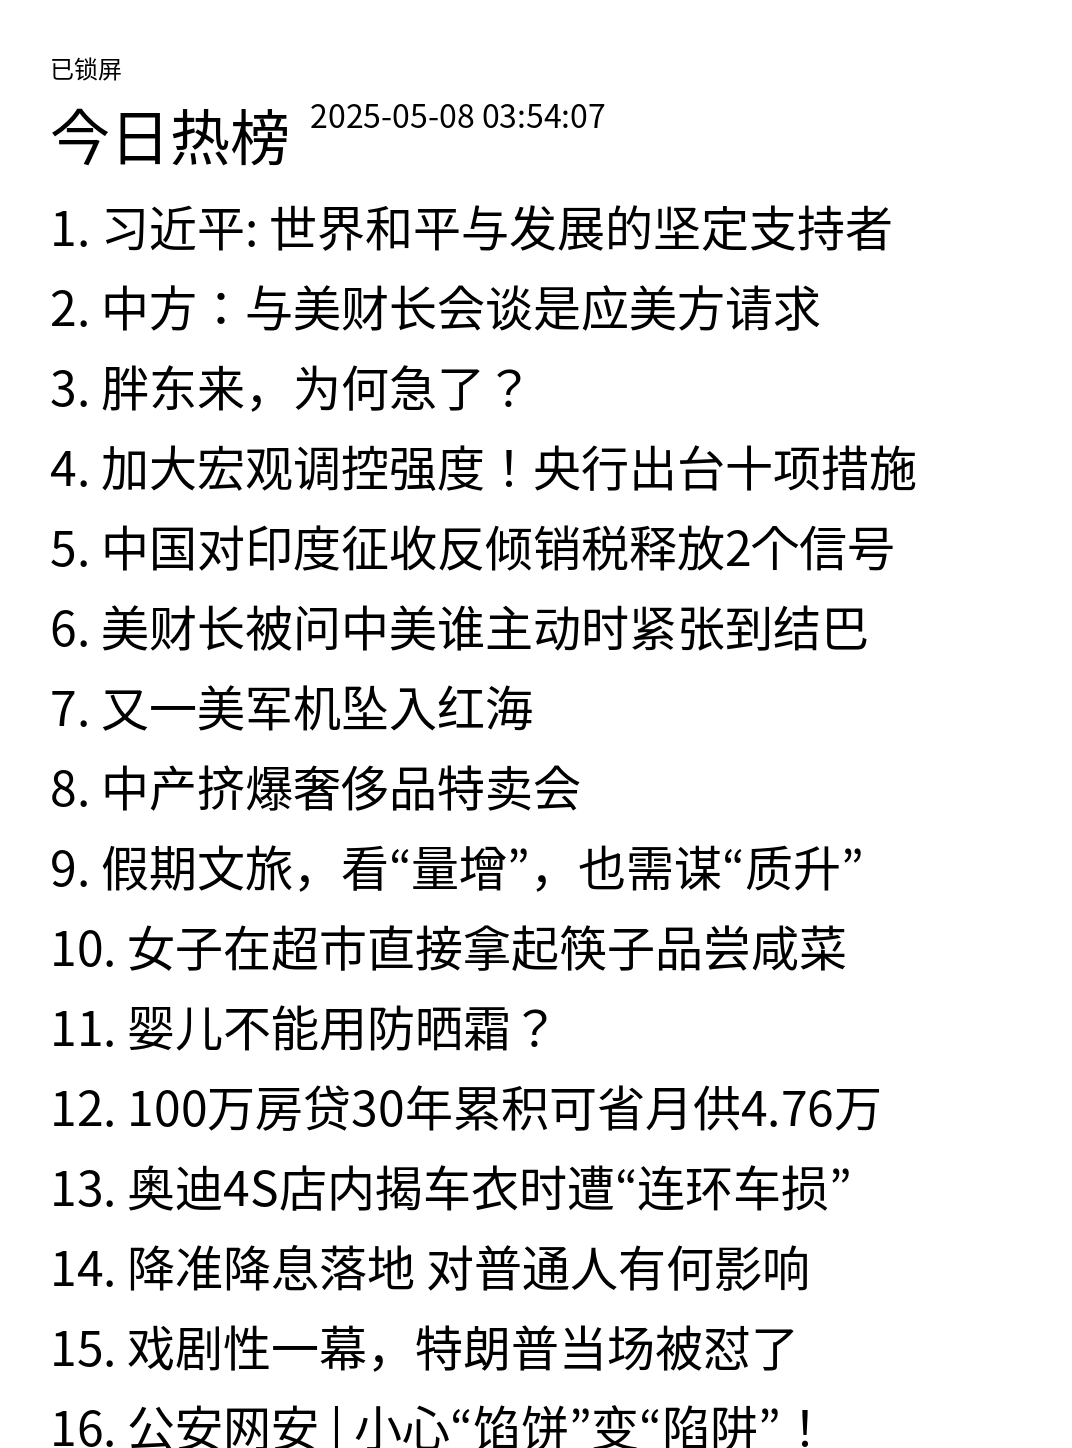 已锁屏
今日热榜 2025-05-08 03:54:07
1. 习近平: 世界和平与发展的坚定支持者
2. 中方：与美财长会谈是应美方请求
3. 胖东来，为何急了？
4. 加大宏观调控强度！央行出台十项措施
5. 中国对印度征收反倾销税释放2个信号
6. 美财长被问中美谁主动时紧张到结巴
7. 又一美军机坠入红海
8. 中产挤爆奢侈品特卖会
9. 假期文旅，看“量增”，也需谋“质升”
10. 女子在超市直接拿起筷子品尝咸菜
11. 婴儿不能用防晒霜？
12. 100万房贷30年累积可省月供4.76万
13. 奥迪4S店内揭车衣时遭“连环车损”
14. 降准降息落地 对普通人有何影响
15. 戏剧性一幕，特朗普当场被怼了
16. 公安网安 | 小心“馅饼”变“陷阱”！